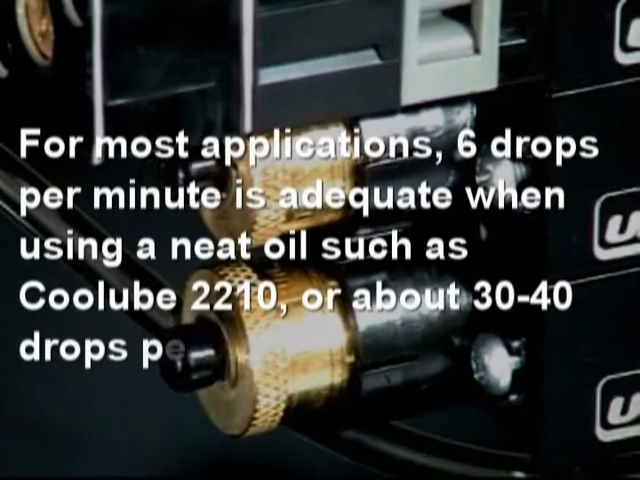 For most applications, 6 drops
per minute is adequate when
using a neat oil such as
Coolube 2210, or about 30-40
drops pe